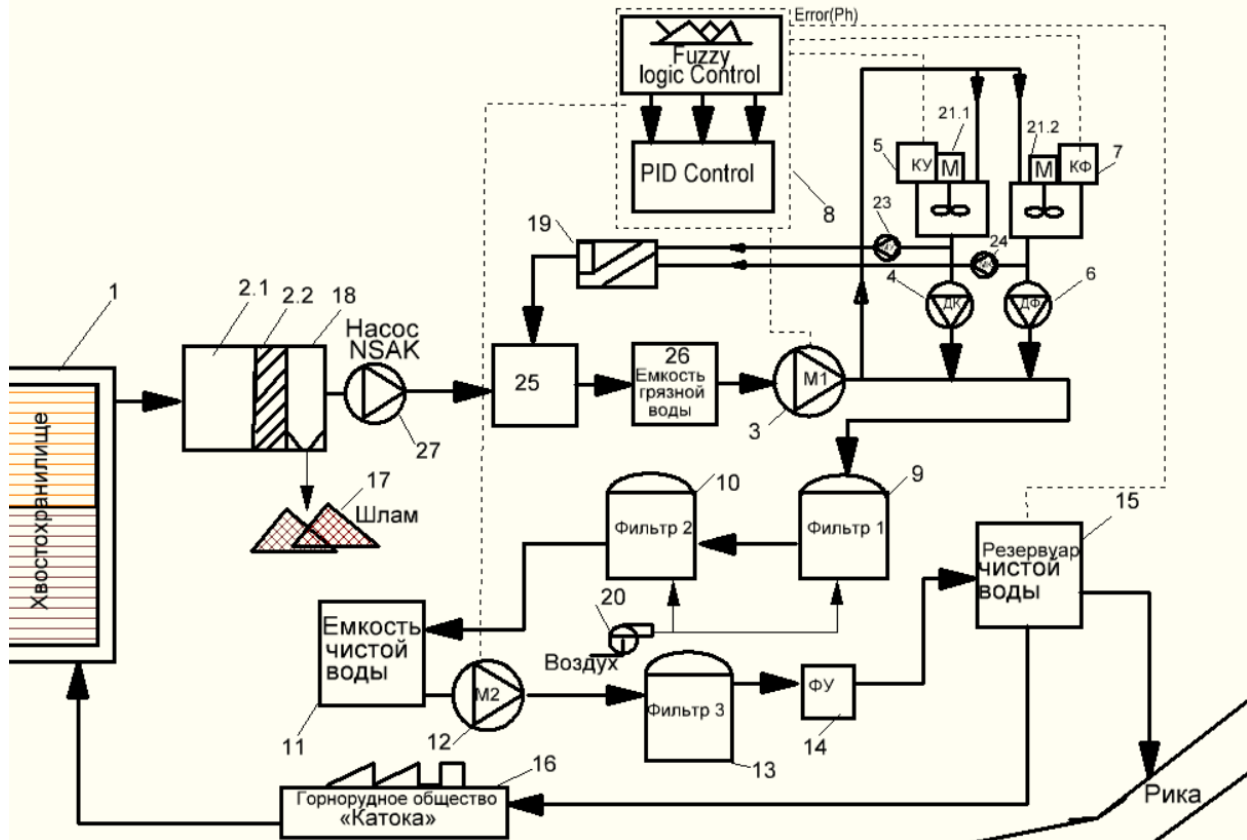 Error(Ph)
Fuzzy
logic Control
PID Control
8
21.1
21.2
5
КУ
М
М
КФ
7
23
24
19
4
ДК
ДФ
6
1
2.1
2.2
18
Насос
NSAK
27
25
26
Емкость
грязной
воды
М1
3
17
Шлам
Хвостохранилище
10
Фильтр 2
9
Фильтр 1
15
Резервуар
чистой
воды
20
Воздух
Емкость
чистой
воды
11
М2
12
Фильтр 3
13
ФУ
14
16
Горнорудное общество
«Катока»
Рика